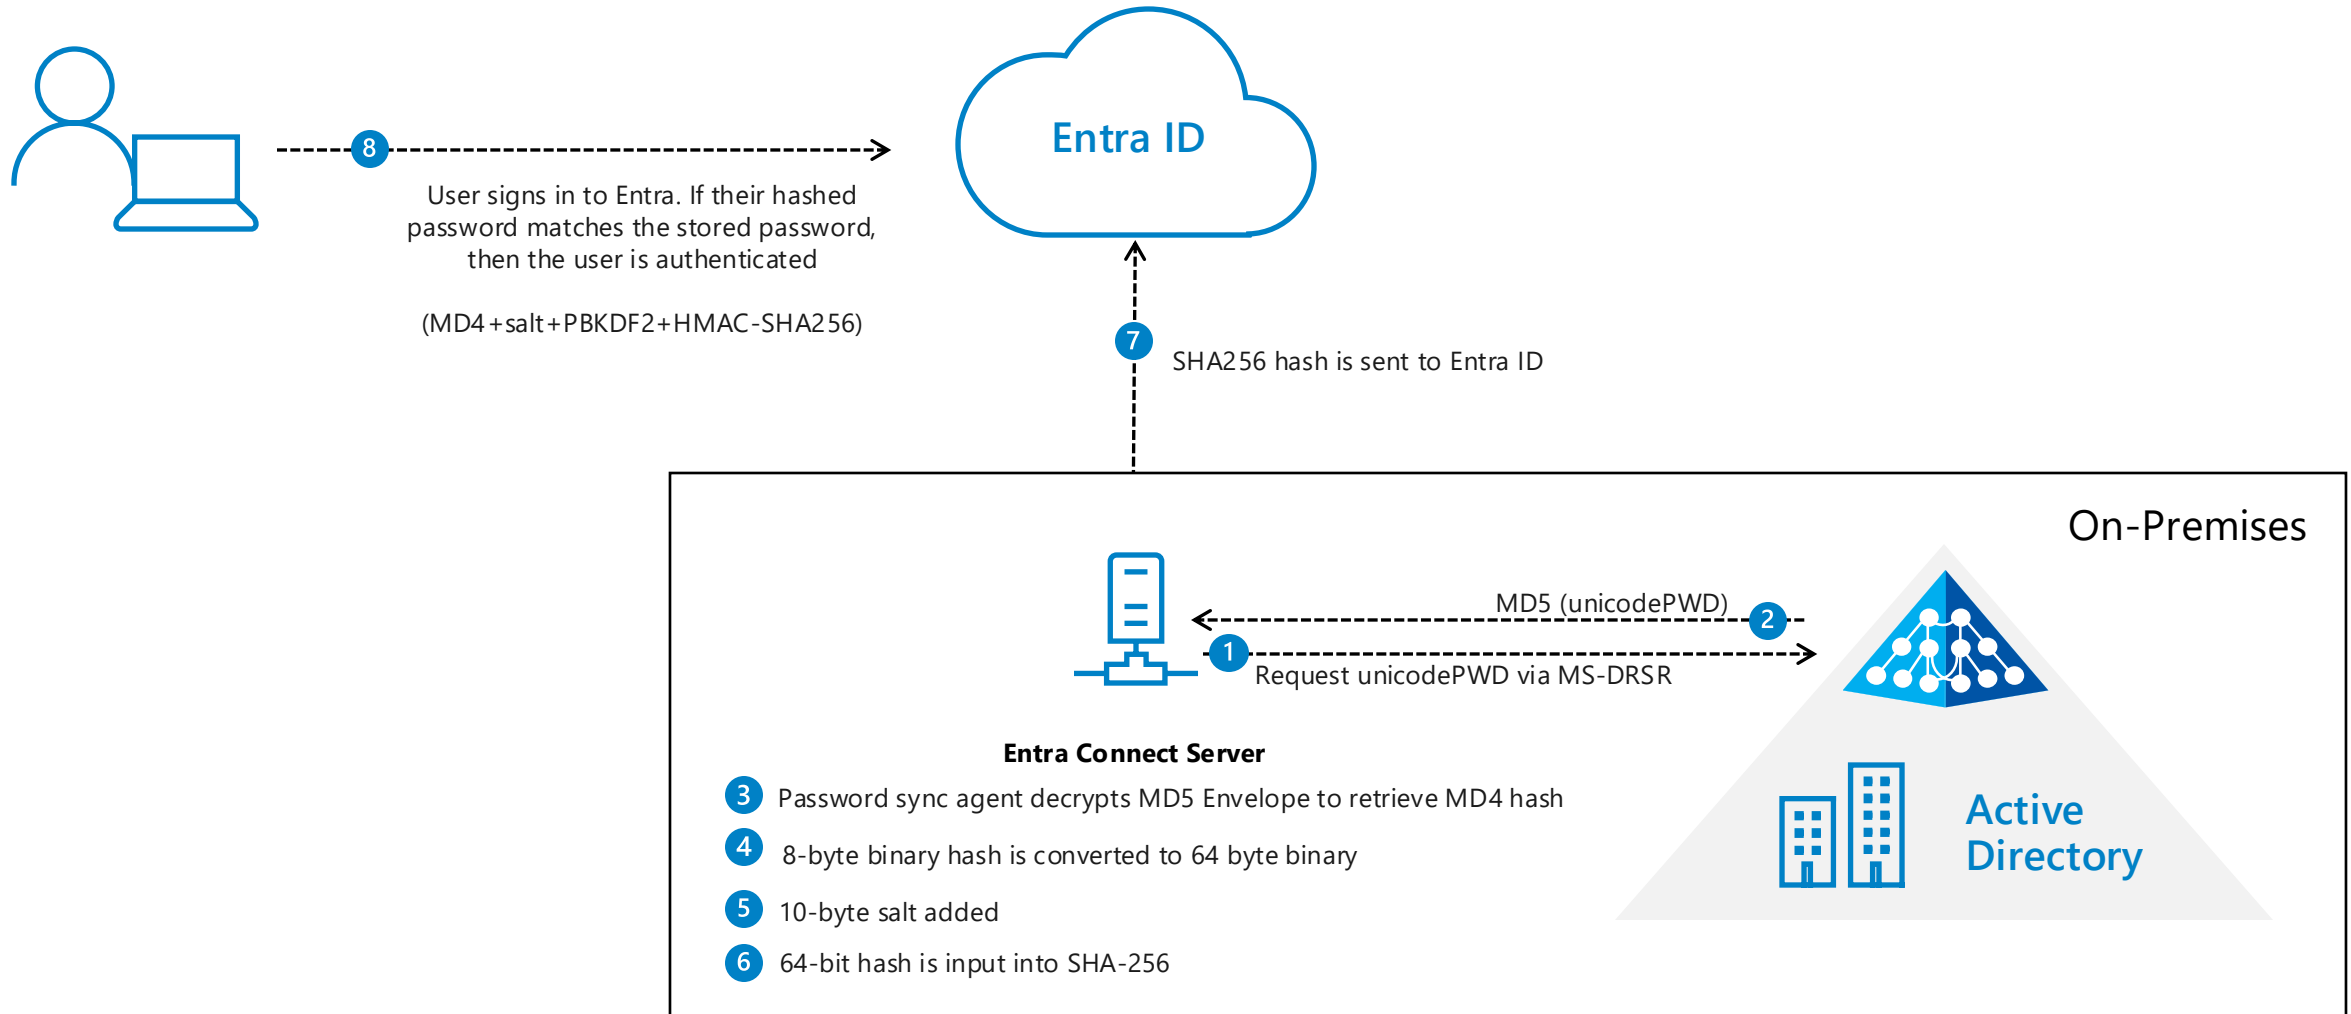 Entra ID
8
User signs in to Entra. If their hashed
password matches the stored password,
then the user is authenticated
(MD4+salt+PBKDF2+HMAC-SHA256)
7
SHA256 hash is sent to Entra ID
On-Premises
MD5 (unicodePWD)
2
1
Request unicodePWD via MS-DRSR
Entra Connect Server
3 Password sync agent decrypts MD5 Envelope to retrieve MD4 hash
4 8-byte binary hash is converted to 64 byte binary
5 10-byte salt added
6 64-bit hash is input into SHA-256
Active
Directory